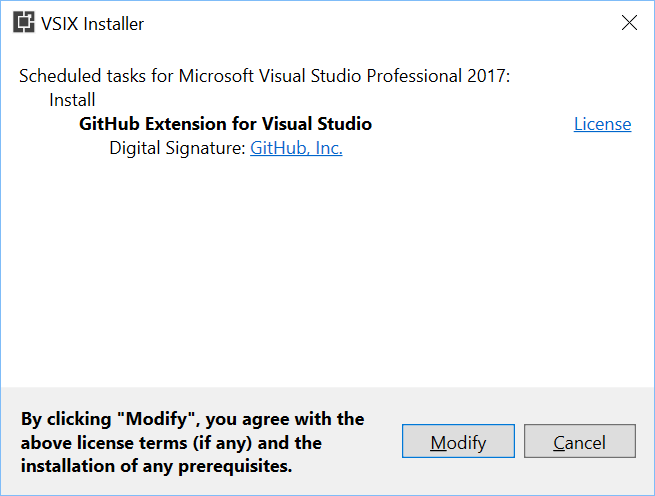 VSIX Installer
Scheduled tasks for Microsoft Visual Studio Professional 2017:
Install
GitHub Extension for Visual Studio License
Digital Signature: GitHub, Inc.
By clicking "Modify", you agree with the
above license terms (if any) and the
installation of any prerequisites.
Modify Cancel